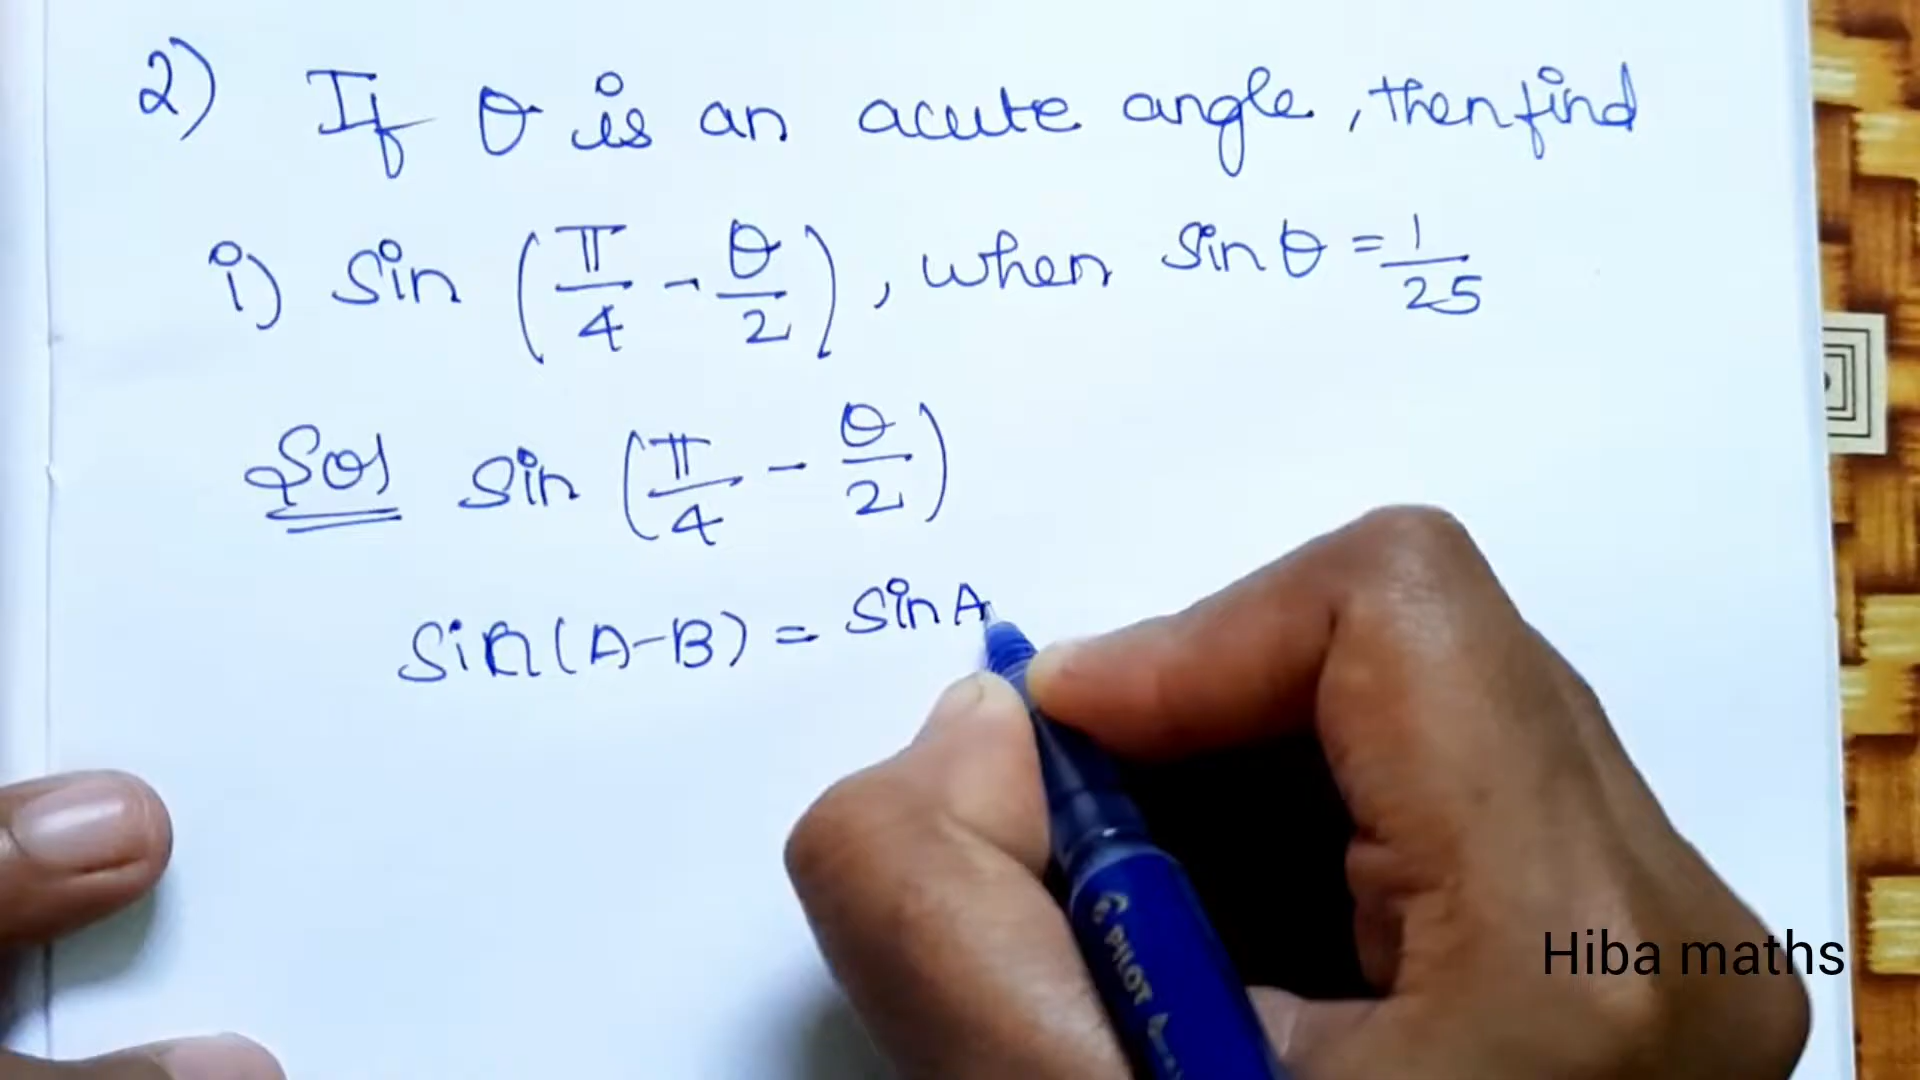 2) If θ is an acute angle, then find
i) sin (π/4 - θ/2), when sin θ = 1/25
Sol sin (π/4 - θ/2)
sin(A-B) = sin A
PILOT
Hiba maths